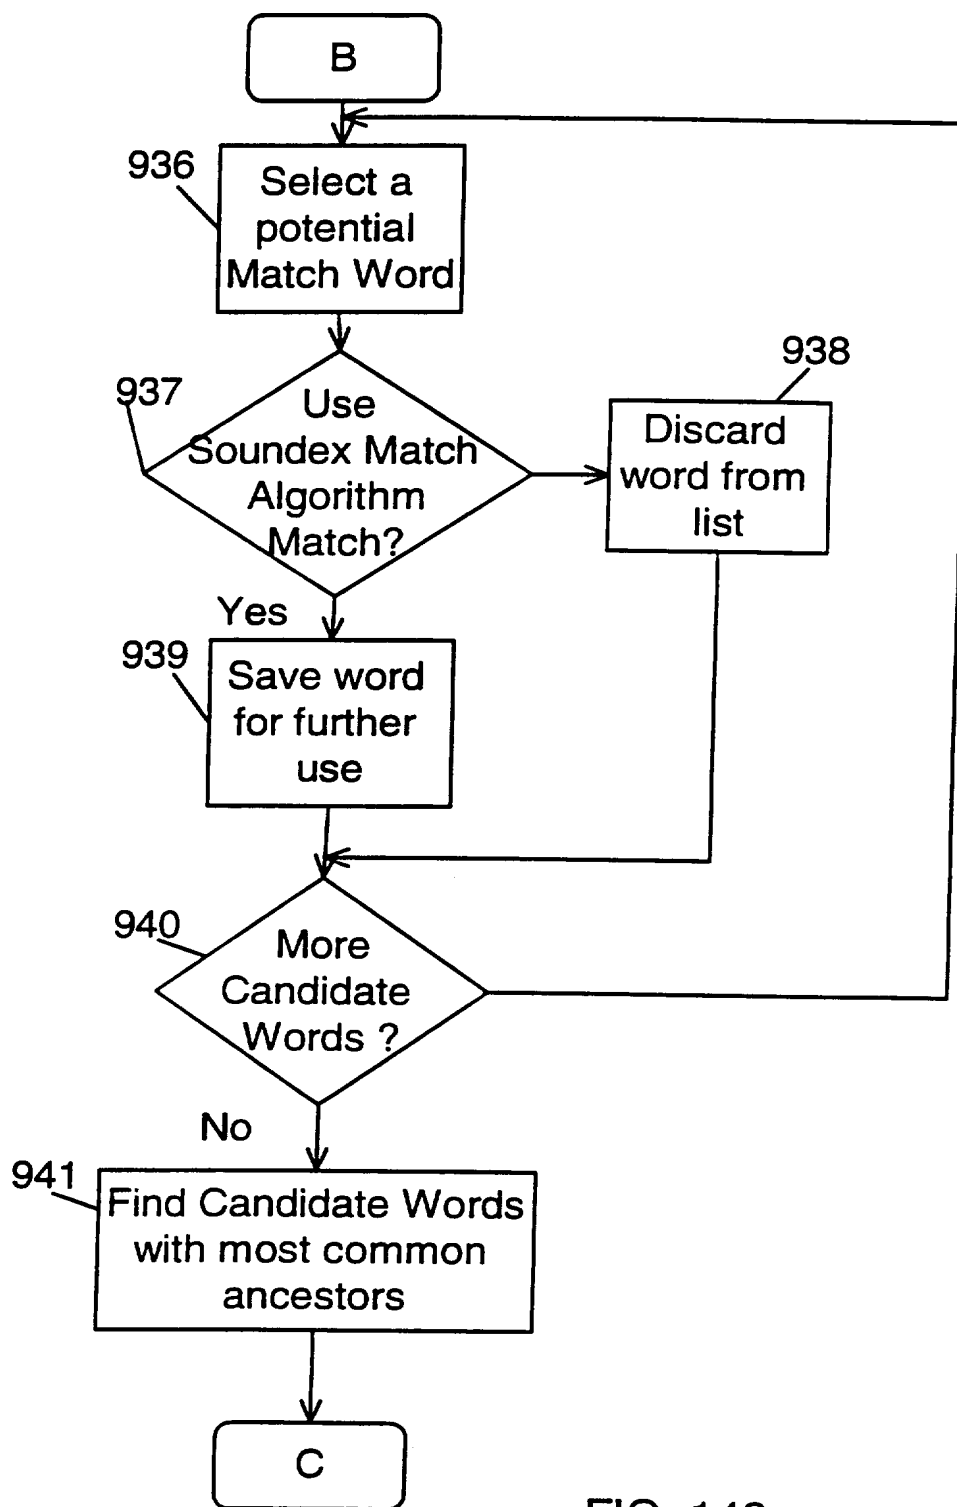 B
936
Select a
potential
Match Word
937
Use
Soundex Match
Algorithm
Match?
938
Discard
word from
list
Yes
939
Save word
for further
use
940
More
Candidate
Words ?
No
941
Find Candidate Words
with most common
ancestors
C